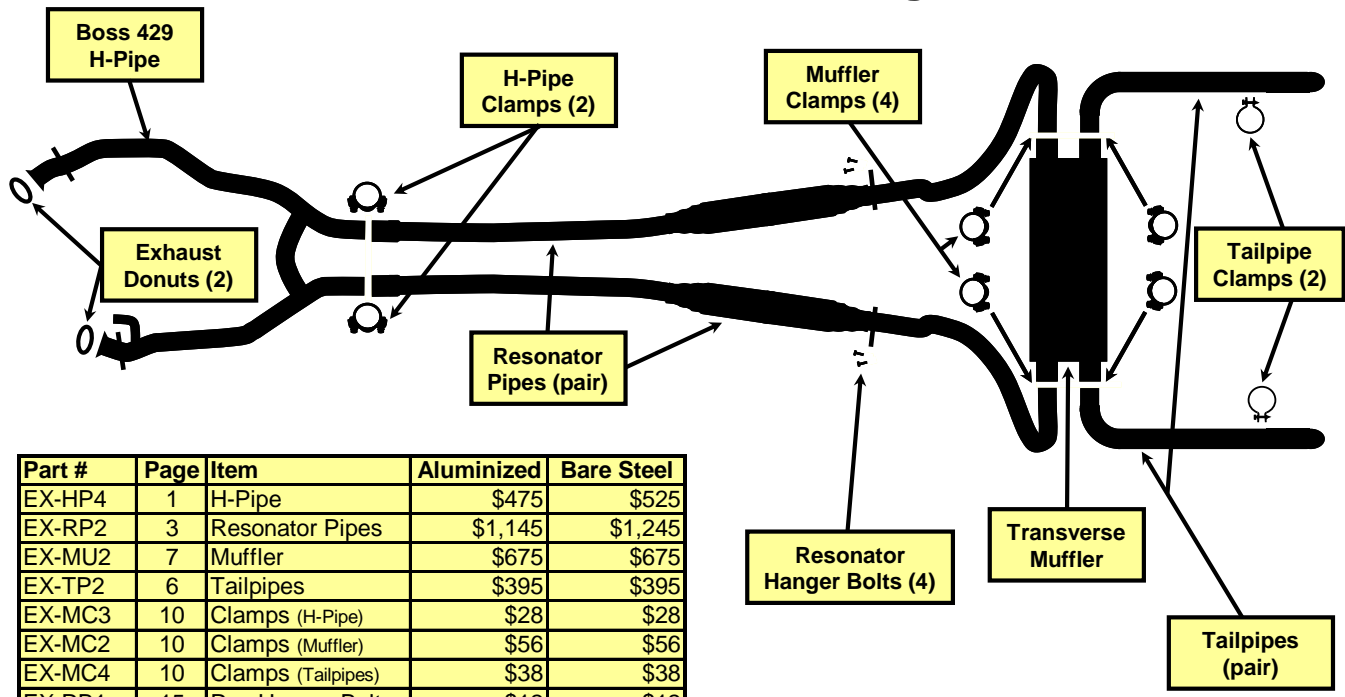 Boss 429
H-Pipe
H-Pipe
Clamps (2)
Muffler
Clamps (4)
Exhaust
Donuts (2)
Tailpipe
Clamps (2)
Resonator
Pipes (pair)
Resonator
Hanger Bolts (4)
Transverse
Muffler
Tailpipes
(pair)
Part # Page Item Aluminized Bare Steel
EX-HP4 1 H-Pipe $475 $525
EX-RP2 3 Resonator Pipes $1,145 $1,245
EX-MU2 7 Muffler $675 $675
EX-TP2 6 Tailpipes $395 $395
EX-MC3 10 Clamps (H-Pipe) $28 $28
EX-MC2 10 Clamps (Muffler) $56 $56
EX-MC4 10 Clamps (Tailpipes) $38 $38